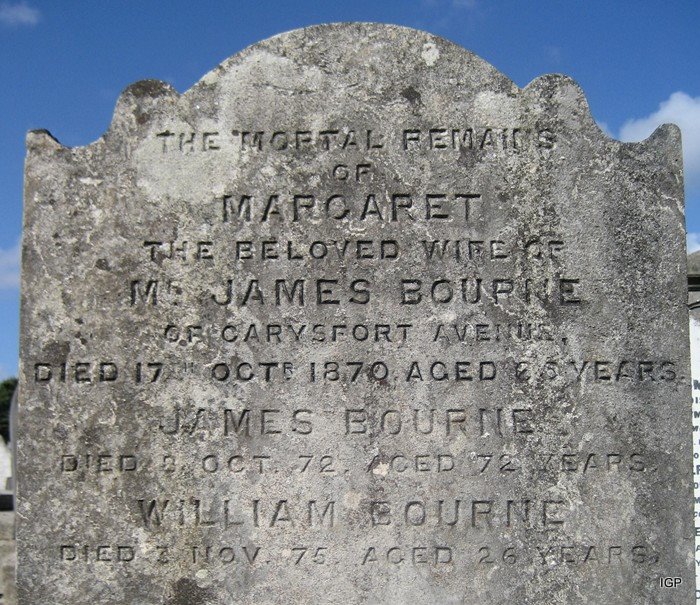 THE MORTAL REMAINS
OF
MARGARET
THE BELOVED WIFE OF
MR JAMES BOURNE
OF CARYSFORT AVENUE,
DIED 17TH OCTR 1870, AGED YEARS.
JAMES BOURNE
DIED OCT. 72. AGED 72 YEARS.
WILLIAM BOURNE
DIED NOV. 75. AGED 26 YEARS.
IGP